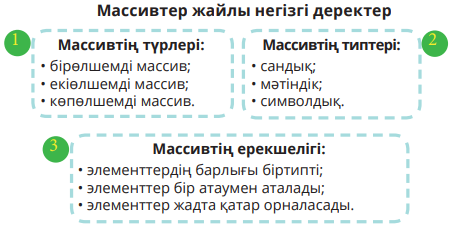 Массивтер жайлы негізгі деректер
1
Массивтің түрлері:
• бірөлшемді массив;
• екіөлшемді массив;
• көпөлшемді массив.
Массивтің типтері:
2
• сандық;
• мәтіндік;
• символдық.
3
Массивтің ерекшелігі:
• элементтердің барлығы біртипті;
• элементтер бір атаумен аталады;
• элементтер жадта қатар орналасады.